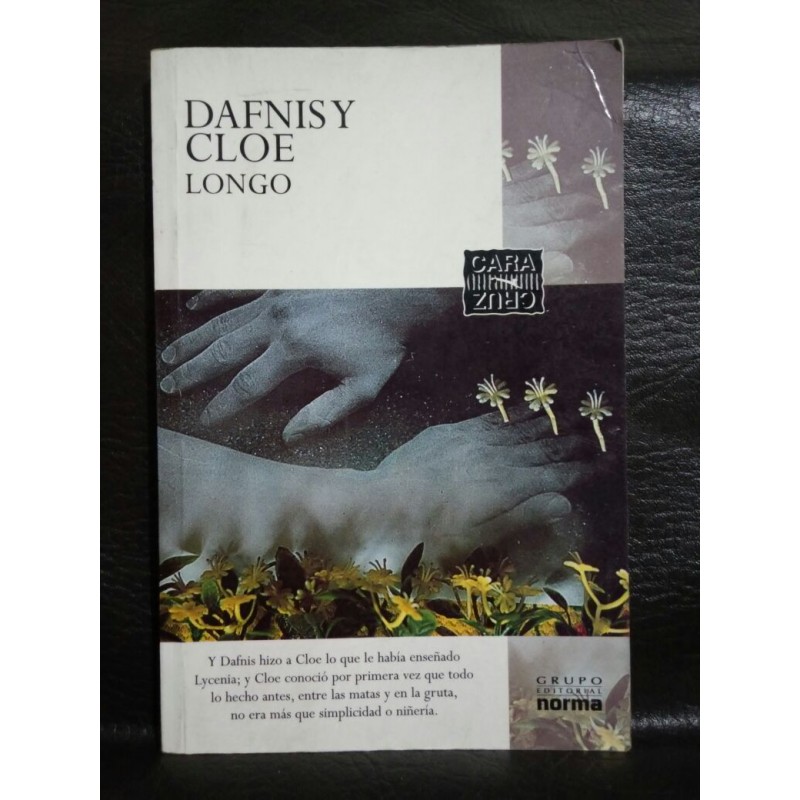 DAFNIS Y
CLOE
LONGO
CARA
CRUZ
Y Dafnis hizo a Cloe lo que le había enseñado
Lycenia; y Cloe conoció por primera vez que todo
lo hecho antes, entre las matas y en la gruta,
no era más que simplicidad o niñería.
GRUPO
EDITORIAL
norma